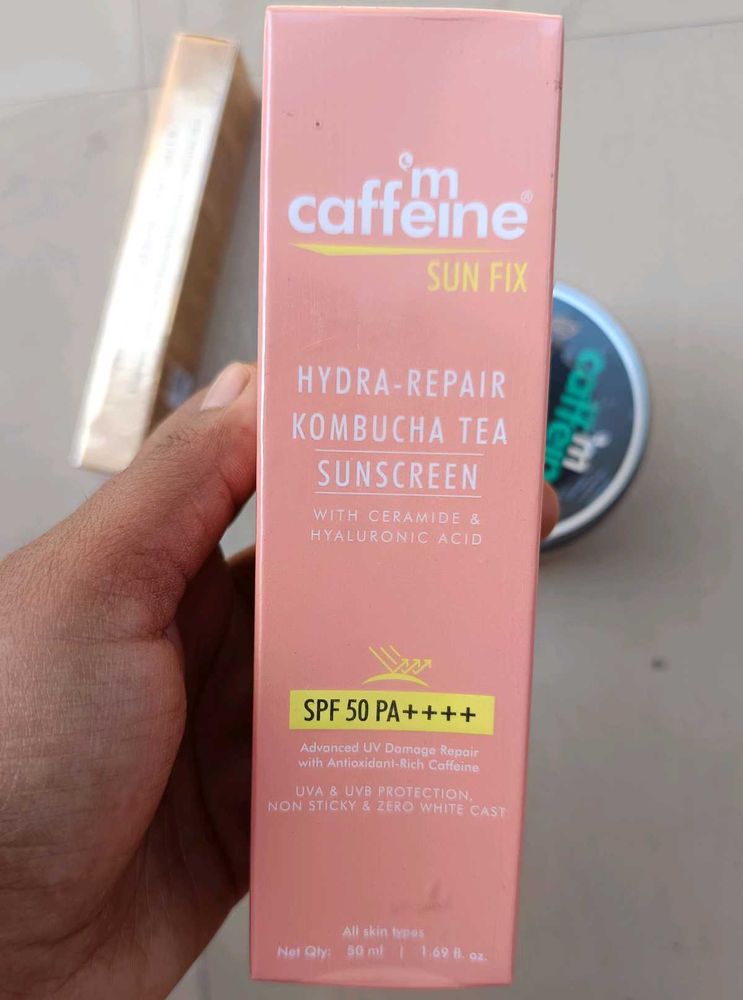 'm
caffeine®
SUN FIX
HYDRA-REPAIR
KOMBUCHA TEA
SUNSCREEN
WITH CERAMIDE &
HYALURONIC ACID
SPF 50 PA++++
Advanced UV Damage Repair
with Antioxidant-Rich Caffeine
UVA & UVB PROTECTION,
NON STICKY & ZERO WHITE CAST
All skin types
Net Qty: 50 ml | 1.69 fl. oz.
'm
caffein